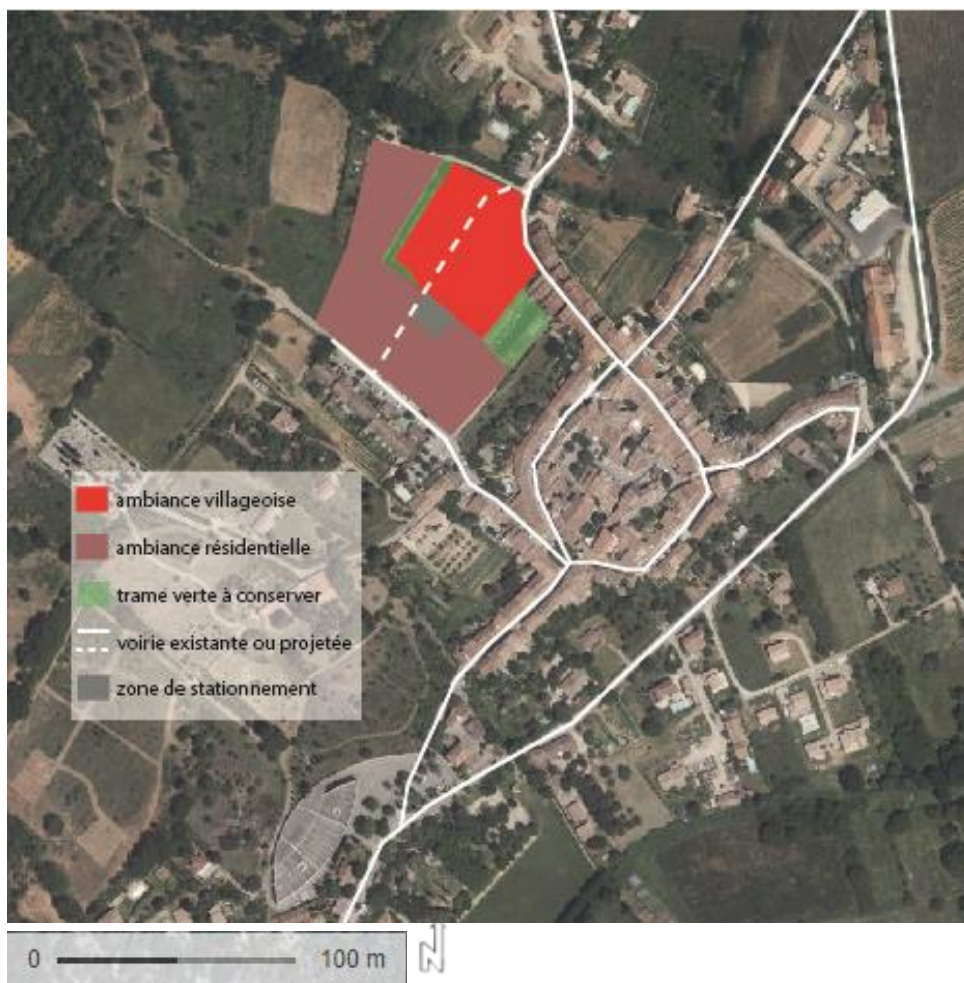 ambiance villageoise
ambiance résidentielle
trame verte à conserver
voirie existante ou projetée
zone de stationnement
0 100 m
N